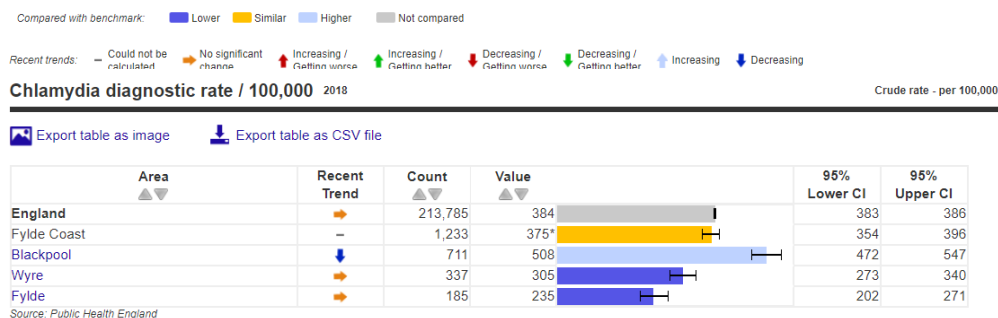 Compared with benchmark: Lower Similar Higher Not compared
Recent trends: – Could not be calculated No significant change Increasing / Getting worse Increasing / Getting better Decreasing / Getting worse Decreasing / Getting better Increasing Decreasing
Chlamydia diagnostic rate / 100,000 2018 Crude rate - per 100,000
Export table as image Export table as CSV file
Area Recent Trend Count Value 95% Lower CI 95% Upper CI
England 213,785 384 383 386
Fylde Coast – 1,233 375* 354 396
Blackpool 711 508 472 547
Wyre 337 305 273 340
Fylde 185 235 202 271
Source: Public Health England